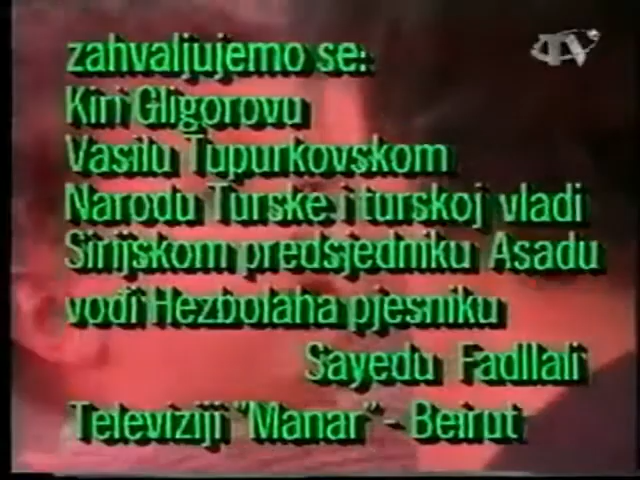 zahvaljujemo se:
Kiri Gligorovu
Vasilu Tupurkovskom
Narodu Turske i turskoj vladi
Sirijskom predsjedniku Asadu
vođi Hezbolaha pjesniku
Sayedu Fadllali
Televiziji "Manar" - Beirut